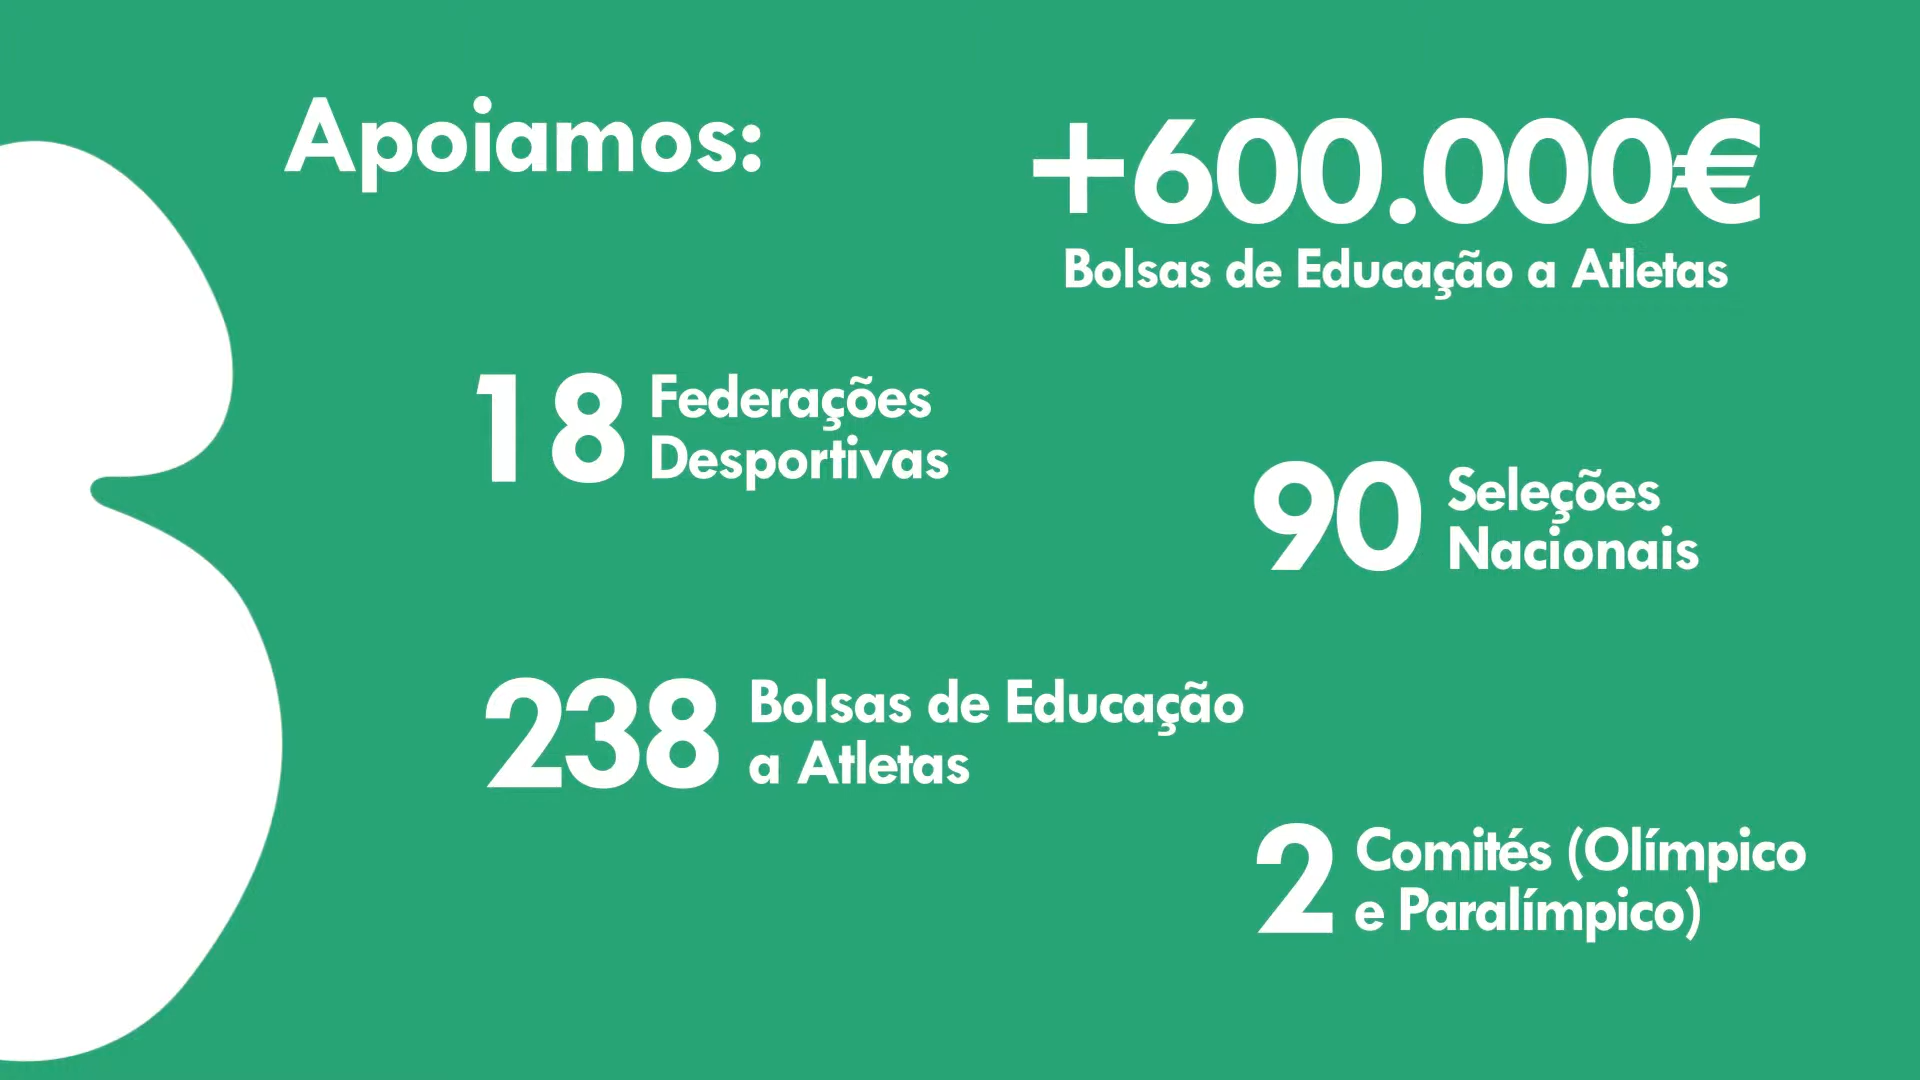 Apoiamos:
+600.000€
Bolsas de Educação a Atletas
18 Federações
Desportivas
90 Seleções
Nacionais
238 Bolsas de Educação
a Atletas
2 Comités (Olímpico
e Paralímpico)